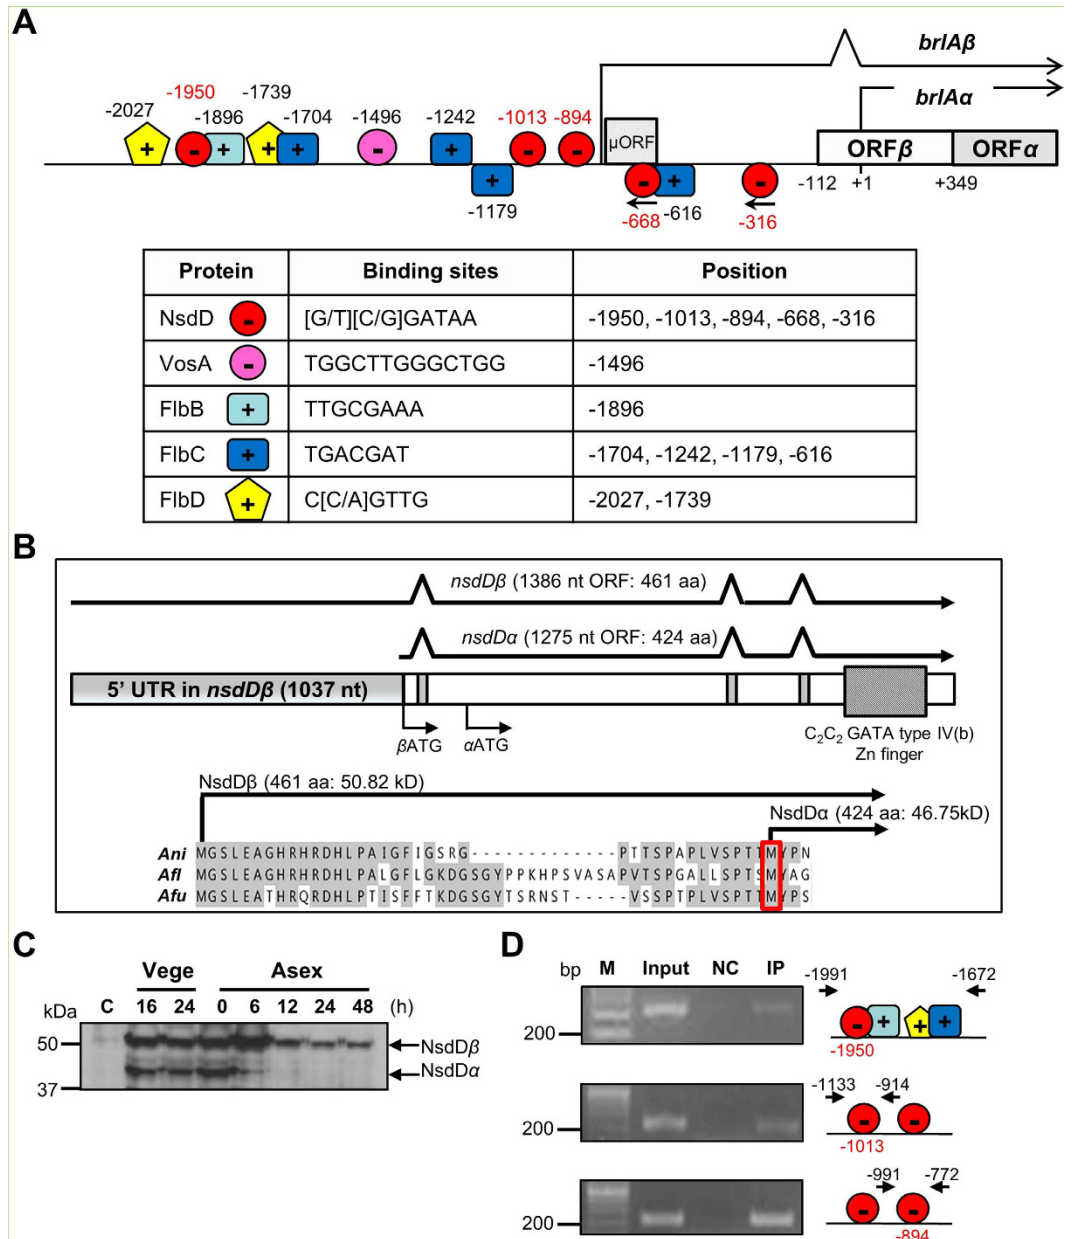 A
brlAβ
brlAα
-2027
-1950
-1896
-1739
-1704
-1496
-1242
-1179
-1013
-894
μORF
-668
-616
-316
ORFβ
ORFα
-112
+1
+349
Protein Binding sites Position
NsdD - [G/T][C/G]GATAA -1950, -1013, -894, -668, -316
VosA - TGGCTTGGGCTGG -1496
FlbB + TTGCGAAA -1896
FlbC + TGACGAT -1704, -1242, -1179, -616
FlbD + C[C/A]GTTG -2027, -1739
B
nsdDβ (1386 nt ORF: 461 aa)
nsdDα (1275 nt ORF: 424 aa)
5' UTR in nsdDβ (1037 nt)
βATG
αATG
C2C2 GATA type IV(b)
Zn finger
NsdDβ (461 aa: 50.82 kD)
NsdDα (424 aa: 46.75kD)
Ani MGSLEAGHRHRDHLPAIGFIGSRG-------------PTTSPAPLVSPTTMYPN
Afl MGSLEAGHRHRDHLPALGFLGKDGSGYPPKHPSVASAPVTSPGALLSPTSMYAG
Afu MGSLEATHRQRDHLPTISFFTKDGSGYTSRNST-----VSSPTPLVSPTTMYPS
C
Vege Asex
C 16 24 0 6 12 24 48 (h)
kDa
50
37
NsdDβ
NsdDα
D
bp M Input NC IP
200
-1991
-1672
-1950
200
-1133
-914
-1013
200
-991
-772
-894